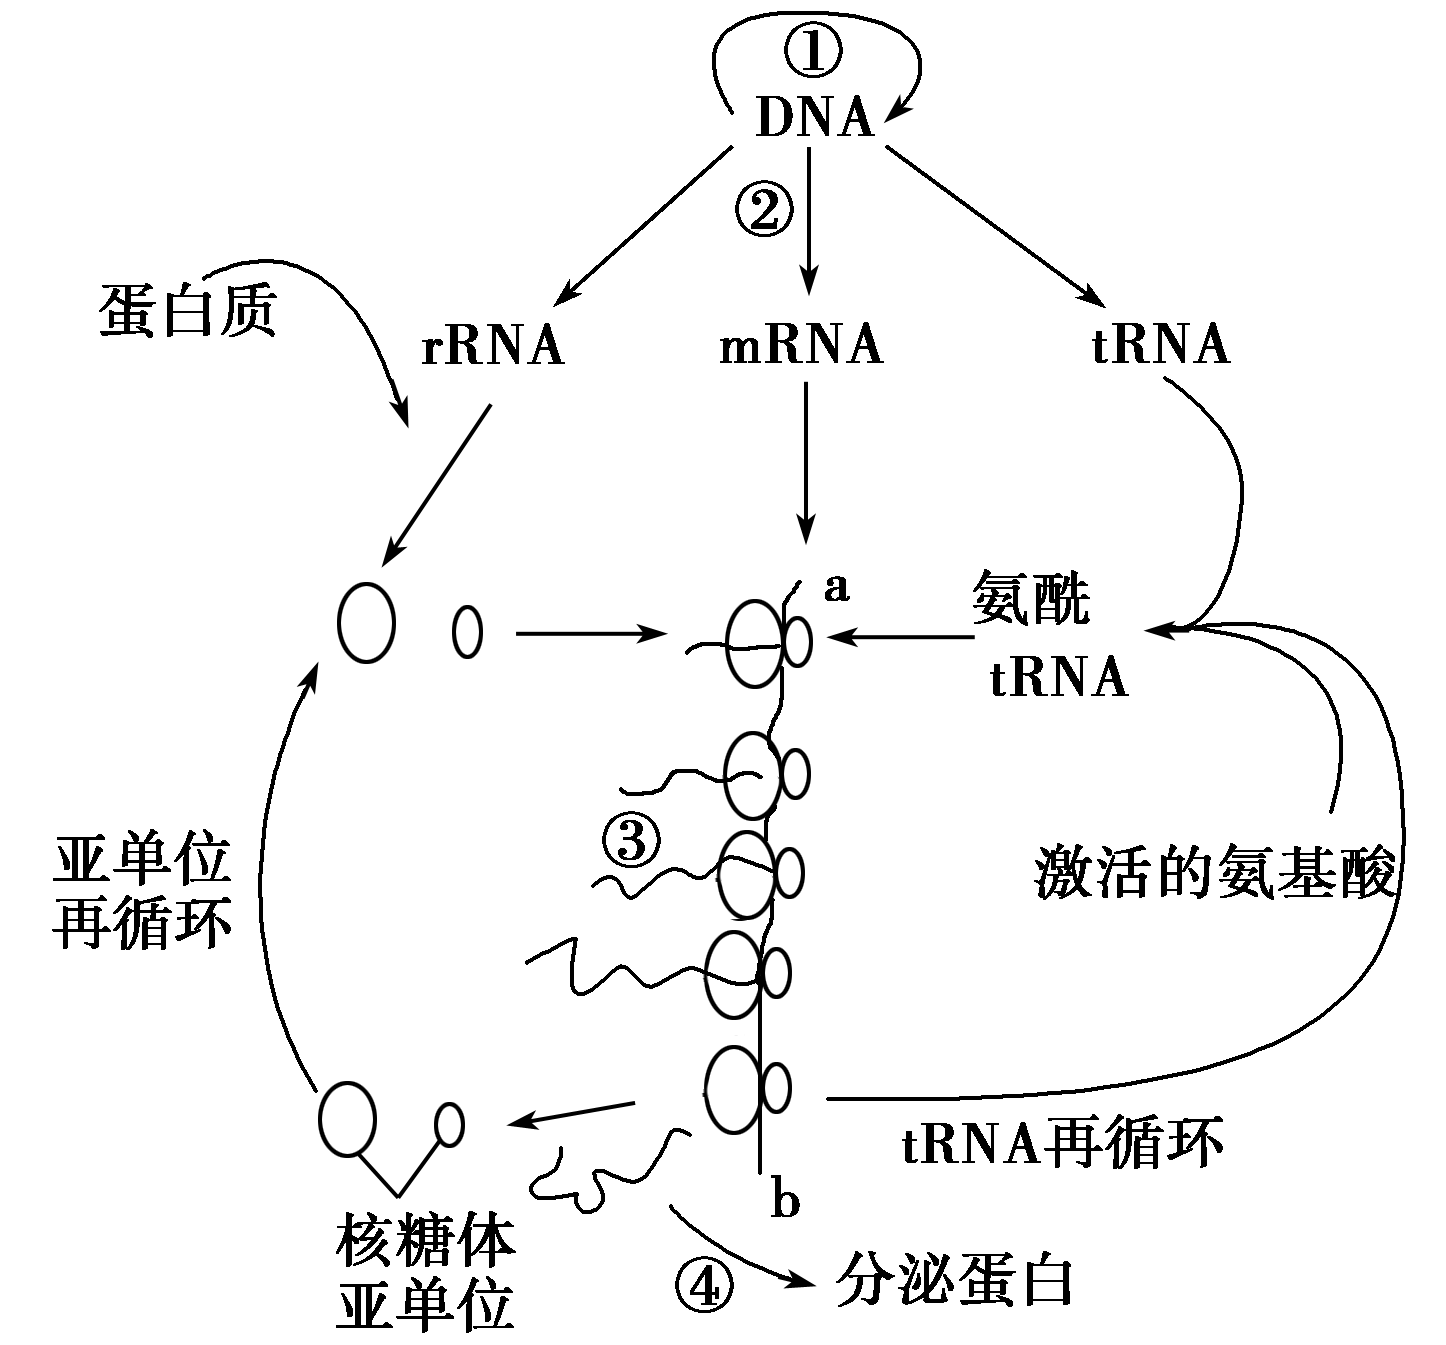 ①
DNA
②
蛋白质
rRNA
mRNA
tRNA
a
氨酰
tRNA
③
亚单位
再循环
激活的氨基酸
tRNA再循环
b
核糖体
亚单位
④
分泌蛋白